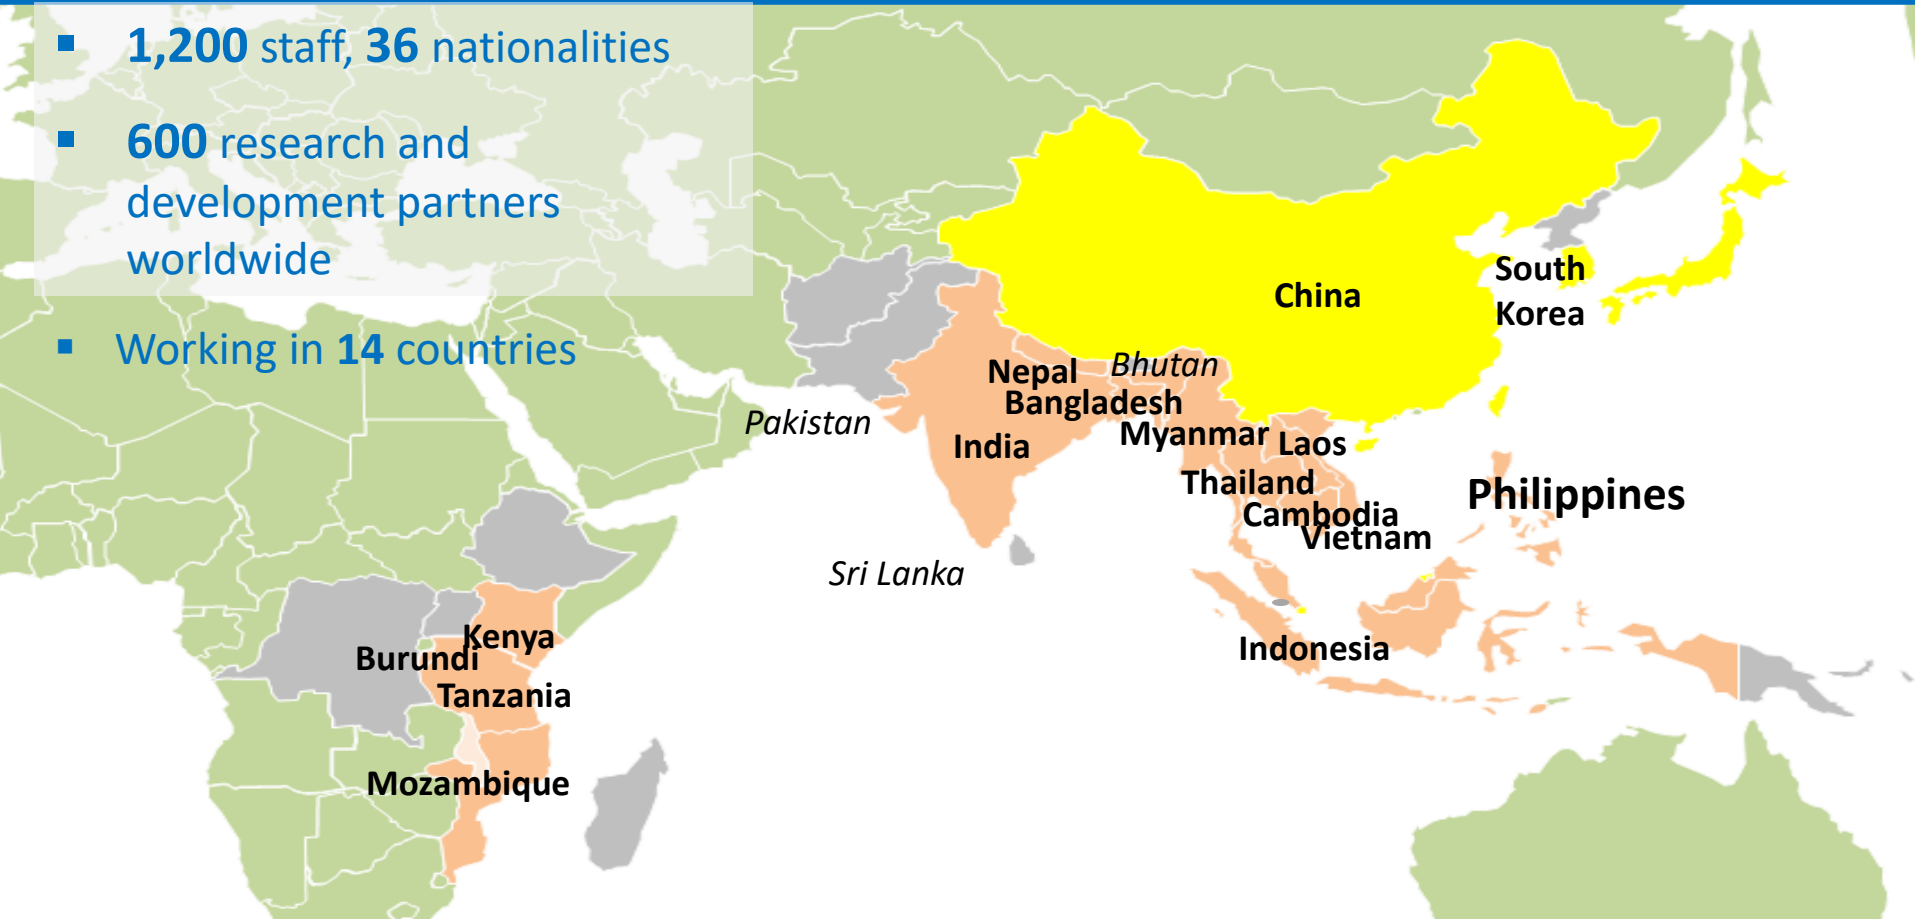 1,200 staff, 36 nationalities
600 research and
development partners
worldwide
Working in 14 countries
South
Korea
China
Nepal
Bhutan
Bangladesh
Pakistan
Myanmar
Laos
India
Thailand
Philippines
Cambodia
Vietnam
Sri Lanka
Kenya
Burundi
Indonesia
Tanzania
Mozambique